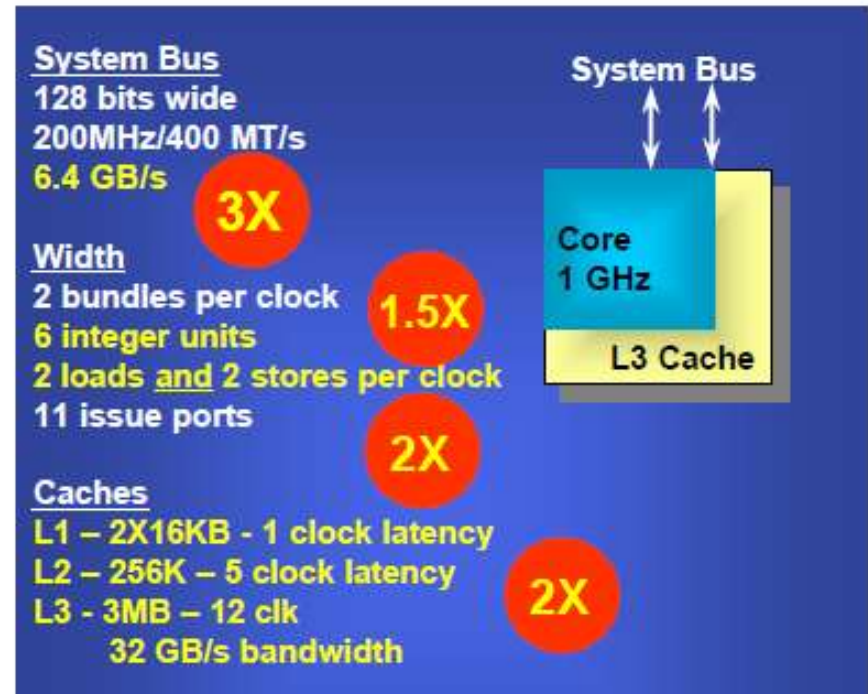 System Bus
128 bits wide
200MHz/400 MT/s
6.4 GB/s
3X
Width
2 bundles per clock
6 integer units
1.5X
2 loads and 2 stores per clock
11 issue ports
2X
Caches
L1 – 2X16KB - 1 clock latency
L2 – 256K – 5 clock latency
L3 - 3MB – 12 clk
32 GB/s bandwidth
2X
System Bus
Core
1 GHz
L3 Cache